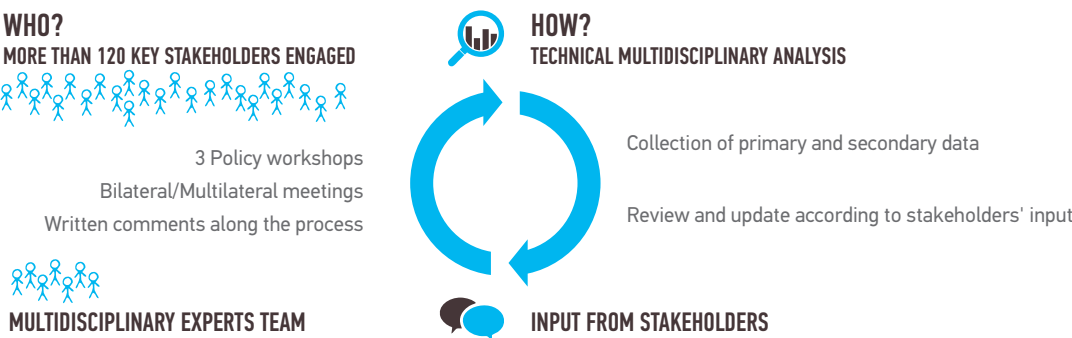 WHO?
MORE THAN 120 KEY STAKEHOLDERS ENGAGED
3 Policy workshops
Bilateral/Multilateral meetings
Written comments along the process
MULTIDISCIPLINARY EXPERTS TEAM
HOW?
TECHNICAL MULTIDISCIPLINARY ANALYSIS
Collection of primary and secondary data
Review and update according to stakeholders' input
INPUT FROM STAKEHOLDERS